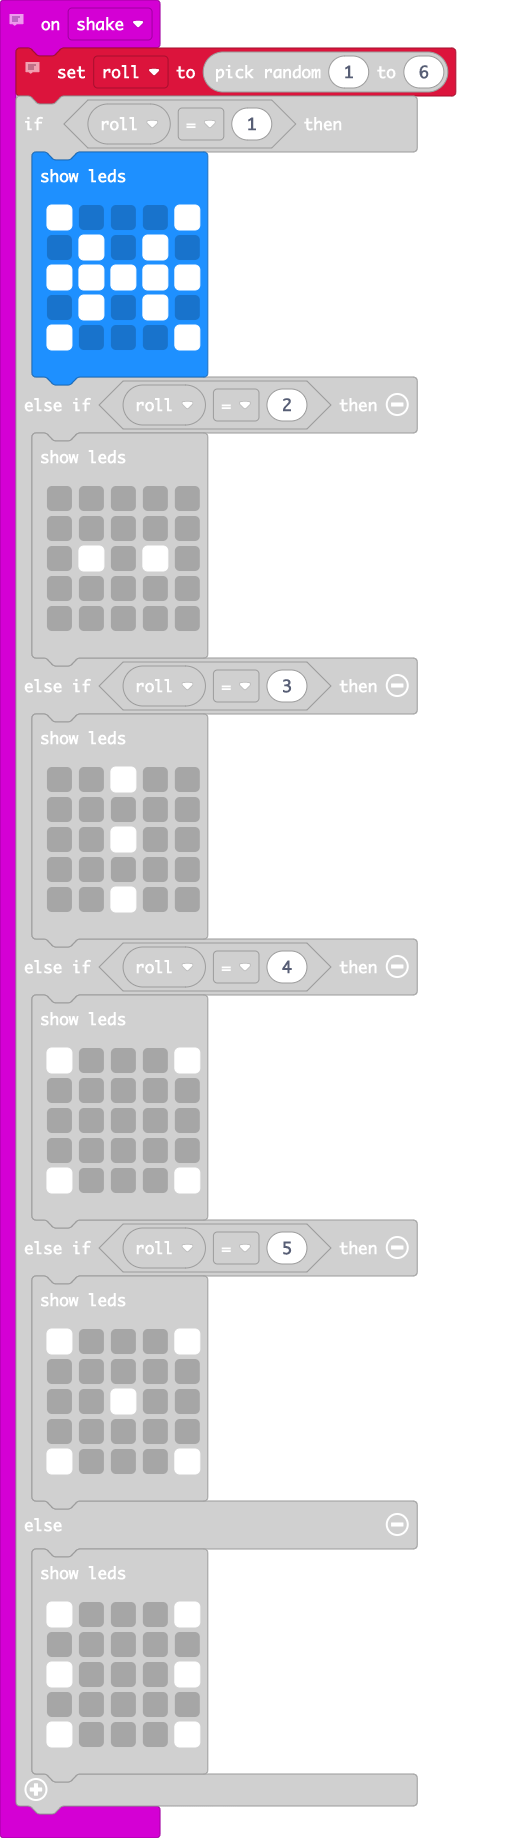 on shake
set roll to pick random 1 to 6
if roll = 1 then
show leds
else if roll = 2 then
show leds
else if roll = 3 then
show leds
else if roll = 4 then
show leds
else if roll = 5 then
show leds
else
show leds